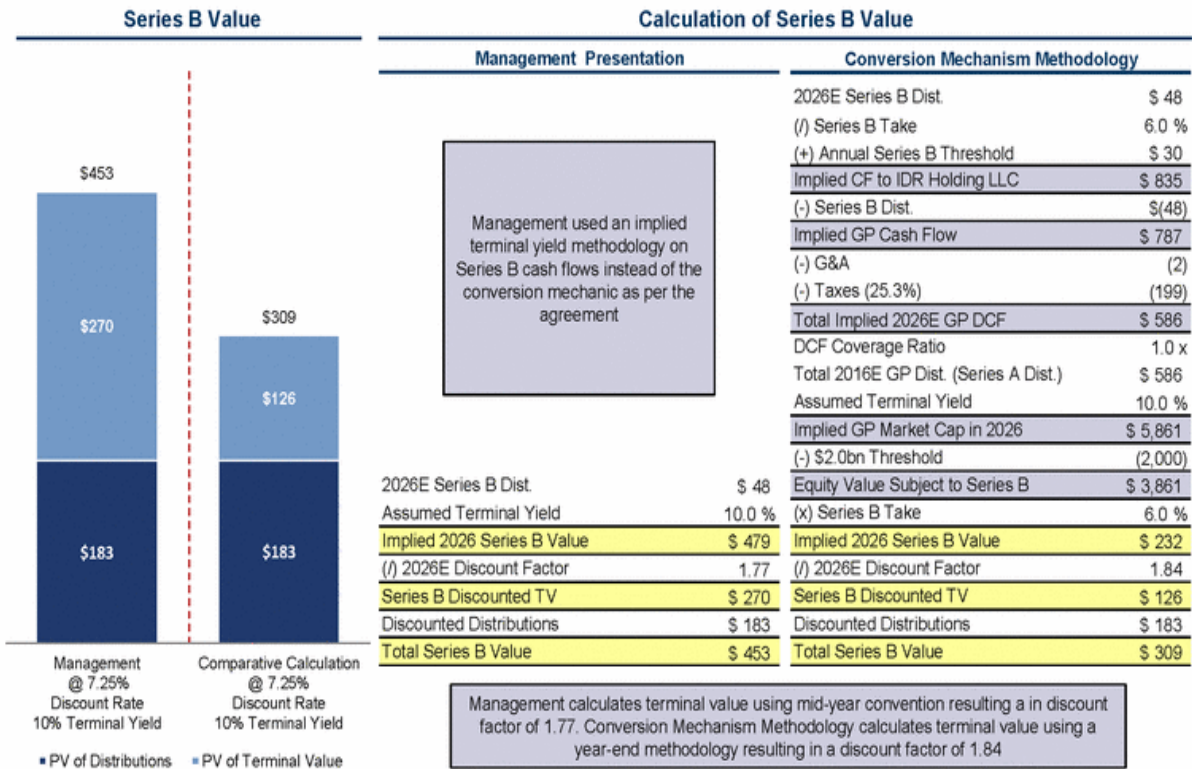 Series B Value
$453
$270
$183
$309
$126
$183
Management
@ 7.25%
Discount Rate
10% Terminal Yield
Comparative Calculation
@ 7.25%
Discount Rate
10% Terminal Yield
PV of Distributions
PV of Terminal Value
Calculation of Series B Value
Management Presentation
Management used an implied
terminal yield methodology on
Series B cash flows instead of the
conversion mechanic as per the
agreement
2026E Series B Dist. $ 48
Assumed Terminal Yield 10.0 %
Implied 2026 Series B Value $ 479
(/) 2026E Discount Factor 1.77
Series B Discounted TV $ 270
Discounted Distributions $ 183
Total Series B Value $ 453
Conversion Mechanism Methodology
2026E Series B Dist. $ 48
(/) Series B Take 6.0 %
(+) Annual Series B Threshold $ 30
Implied CF to IDR Holding LLC $ 835
(-) Series B Dist. $(48)
Implied GP Cash Flow $ 787
(-) G&A (2)
(-) Taxes (25.3%) (199)
Total Implied 2026E GP DCF $ 586
DCF Coverage Ratio 1.0 x
Total 2016E GP Dist. (Series A Dist.) $ 586
Assumed Terminal Yield 10.0 %
Implied GP Market Cap in 2026 $ 5,861
(-) $2.0bn Threshold (2,000)
Equity Value Subject to Series B $ 3,861
(x) Series B Take 6.0 %
Implied 2026 Series B Value $ 232
(/) 2026E Discount Factor 1.84
Series B Discounted TV $ 126
Discounted Distributions $ 183
Total Series B Value $ 309
Management calculates terminal value using mid-year convention resulting a in discount
factor of 1.77. Conversion Mechanism Methodology calculates terminal value using a
year-end methodology resulting in a discount factor of 1.84